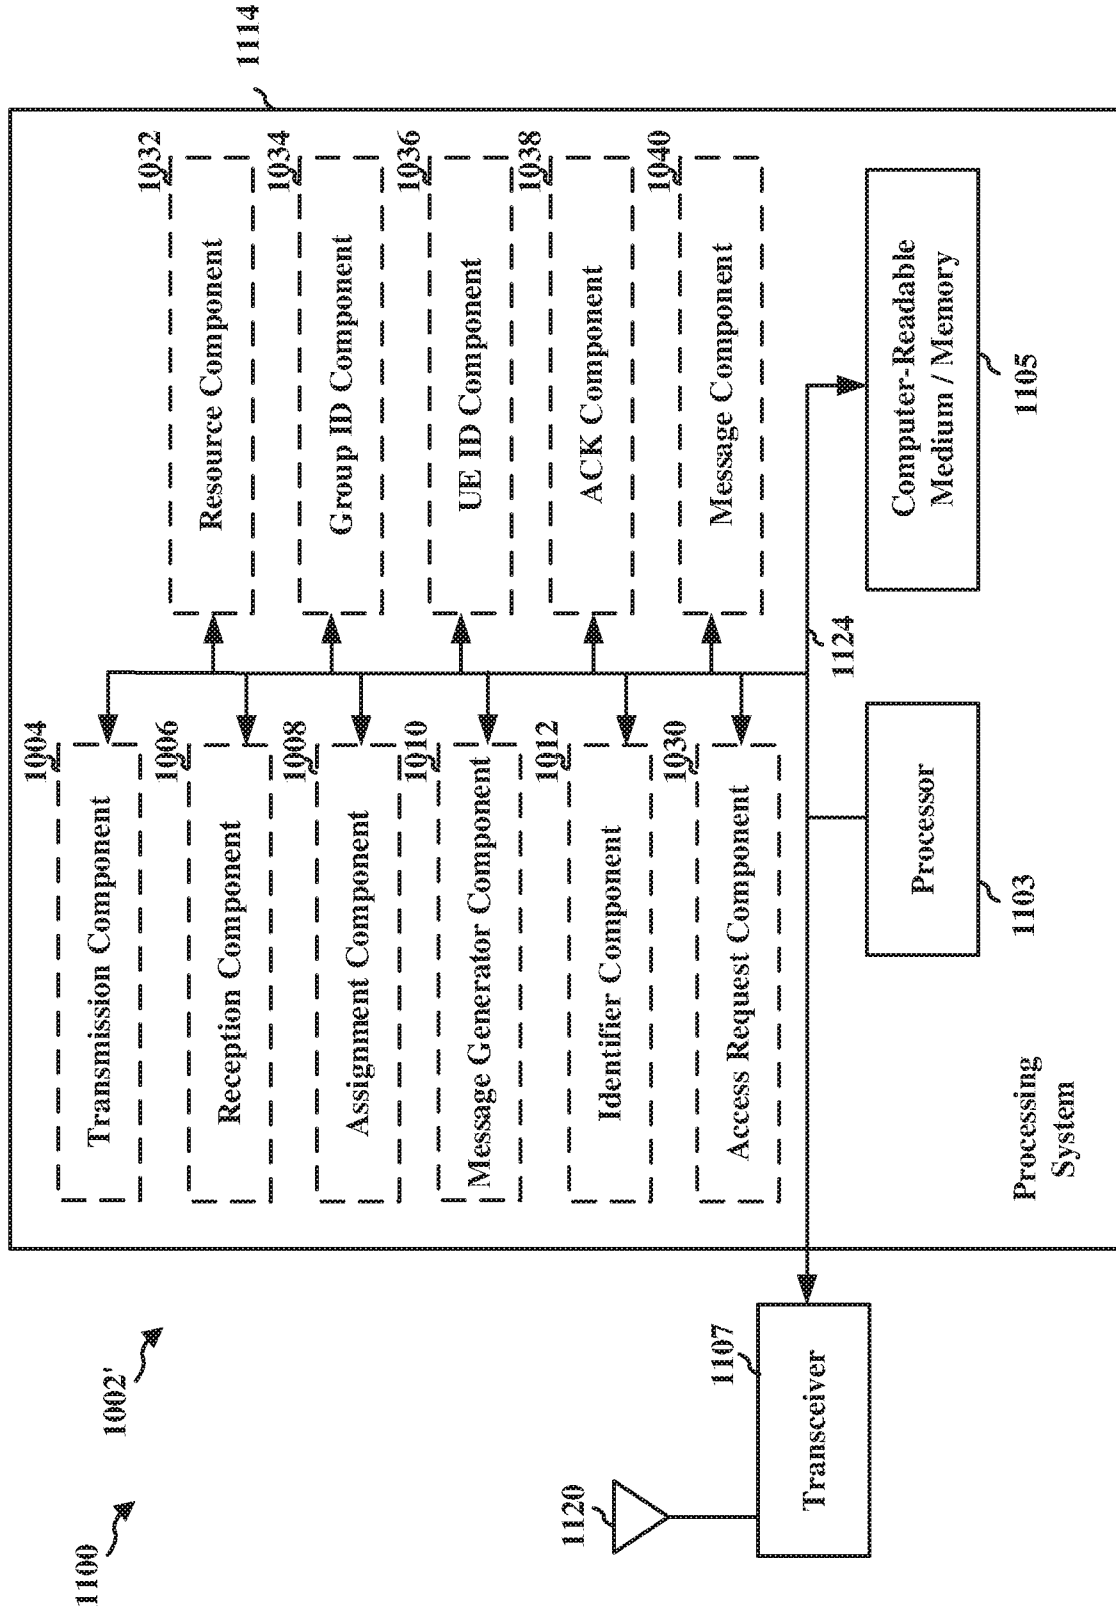 1100
1002'
1114
1004
Transmission Component
1006
Reception Component
1008
Assignment Component
1010
Message Generator Component
1012
Identifier Component
1030
Access Request Component
1032
Resource Component
1034
Group ID Component
1036
UE ID Component
1038
ACK Component
1040
Message Component
1120
1107
Transceiver
1124
Processor
1103
Computer-Readable
Medium / Memory
1105
Processing
System